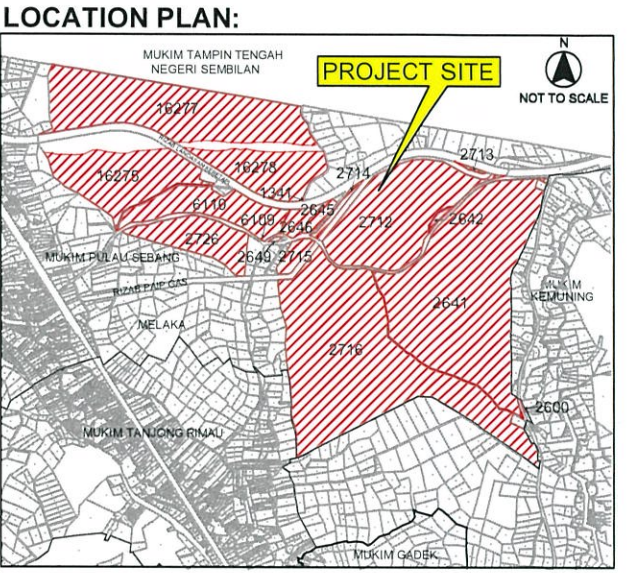 LOCATION PLAN:
MUKIM TAMPIN TENGAH
NEGERI SEMBILAN
PROJECT SITE
N
NOT TO SCALE
16277
2713
2714
16275
16278
1341
2645
6110
6109
2646
2712
2642
2726
2649
2715
MUKIM PULAU SEBANG
RIZAB PAIP GAS
MUKIM
KEMUNING
2641
MELAKA
2716
2600
MUKIM TANJONG RIMAU
MUKIM GADEK